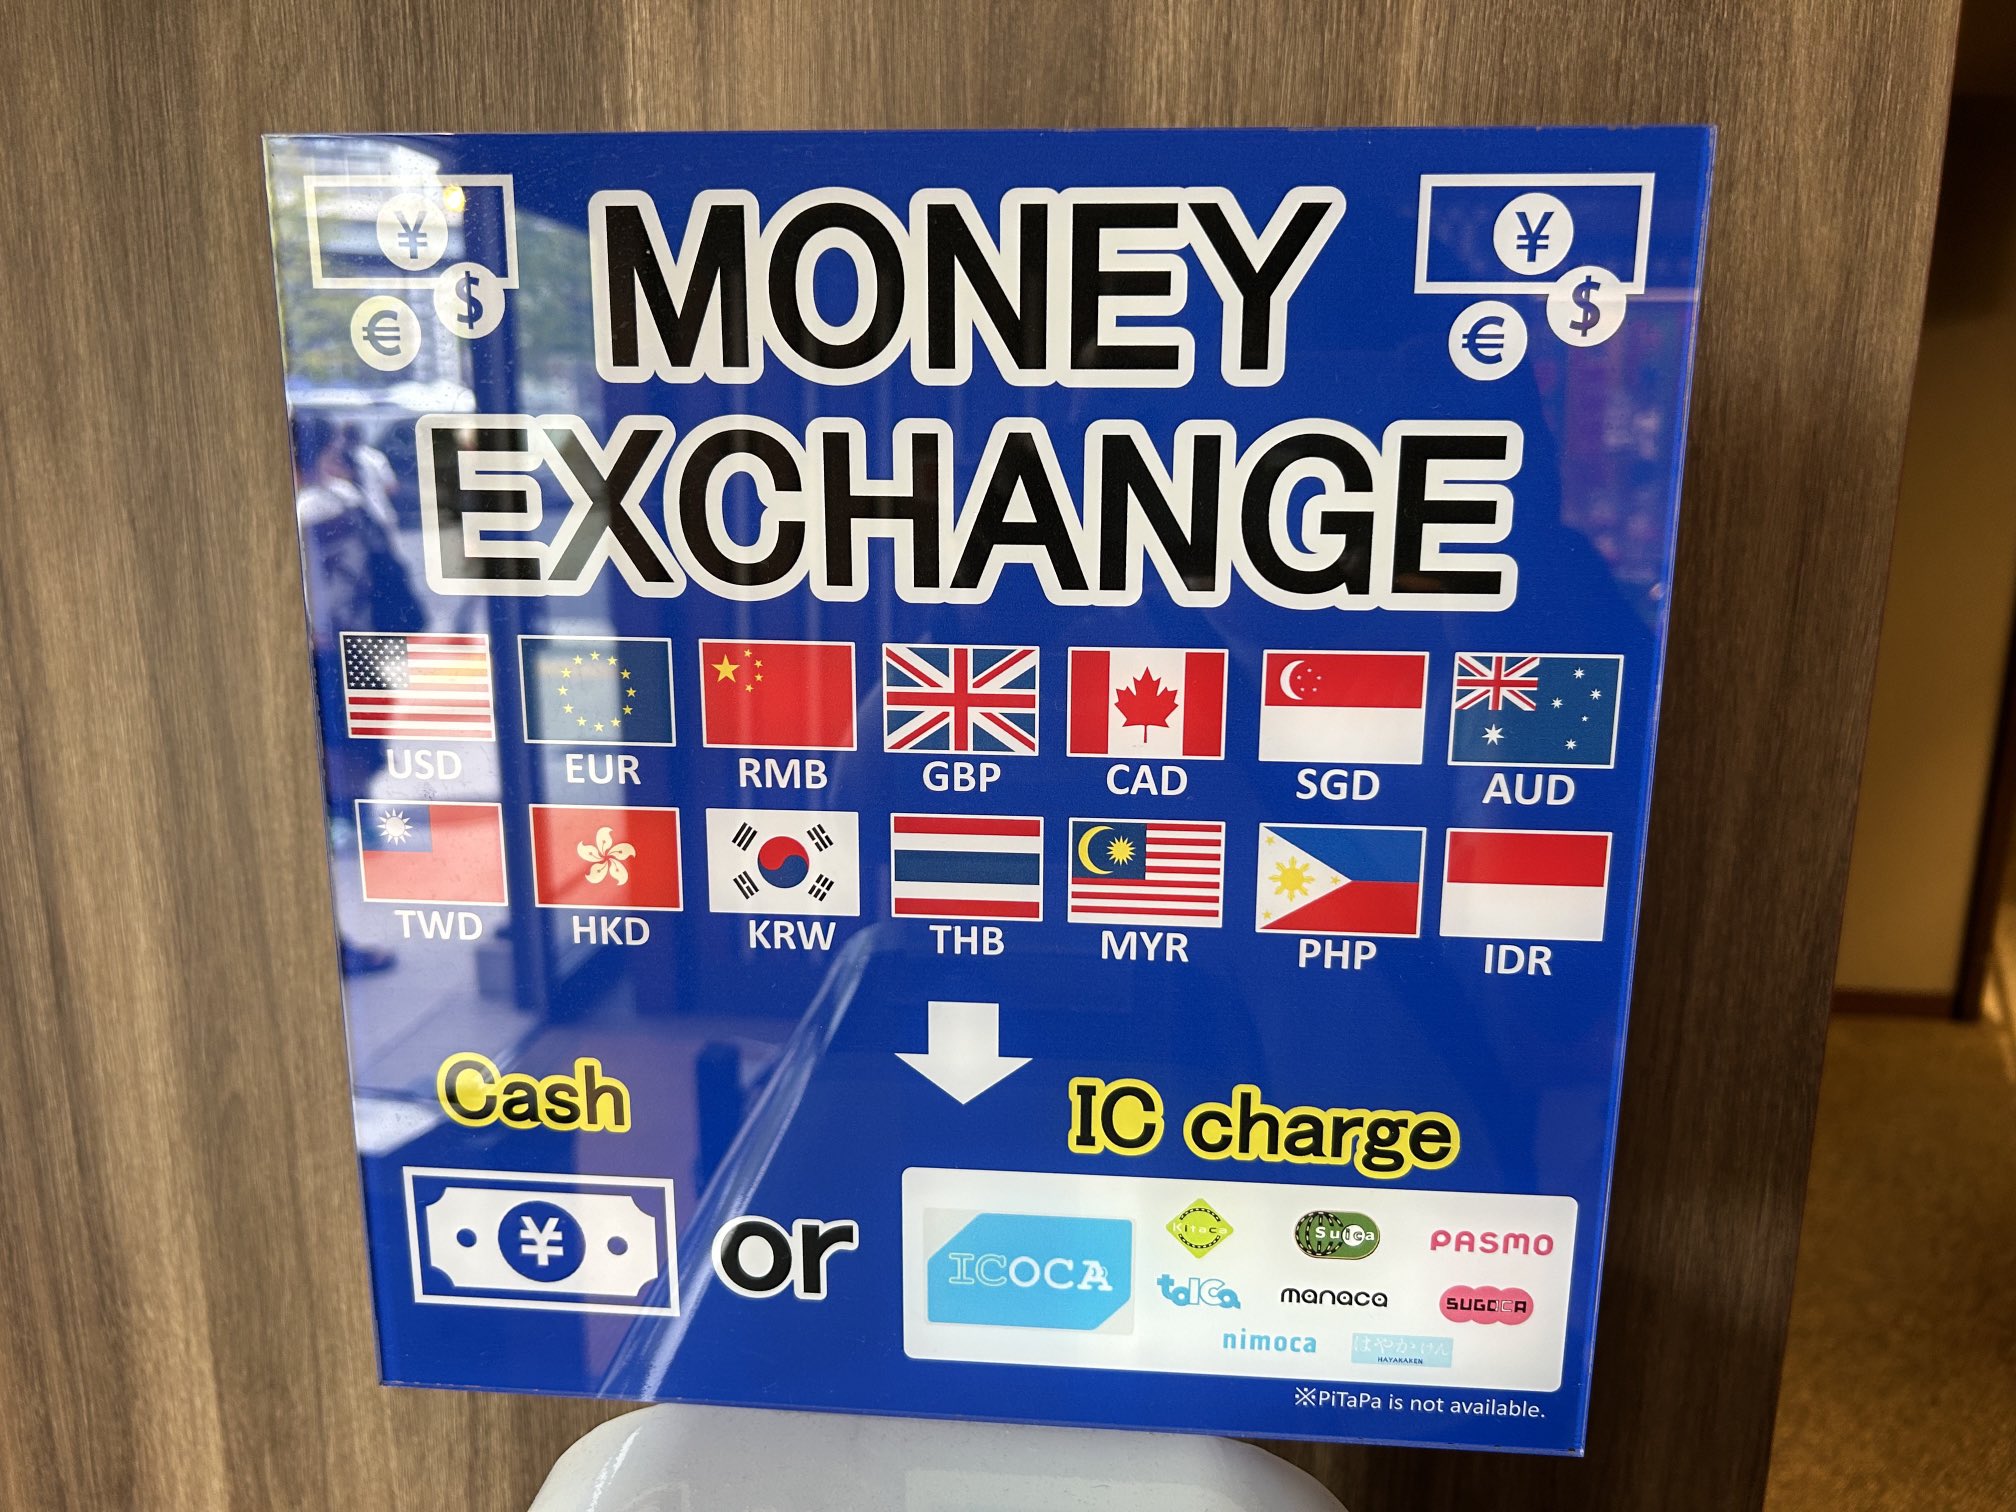 ¥
$
€
¥
$
€
MONEY
EXCHANGE
USD EUR RMB GBP CAD SGD AUD
TWD HKD KRW THB MYR PHP IDR
Cash
IC charge
¥
or
ICOCA
Kitaca Suica PASMO
toICa manaca SUGOCA
nimoca はやかけん
HAYAKAKEN
※PiTaPa is not available.